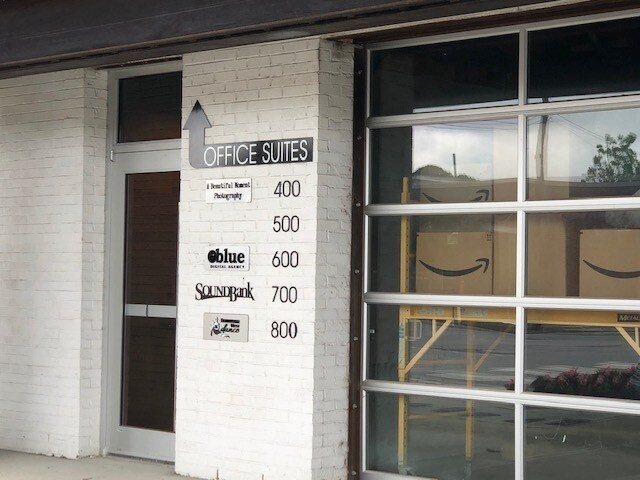 OFFICE SUITES
A Beautiful Moment
Photography
400
500
blue
DIGITAL AGENCY
600
SOUNDBANK
700
800